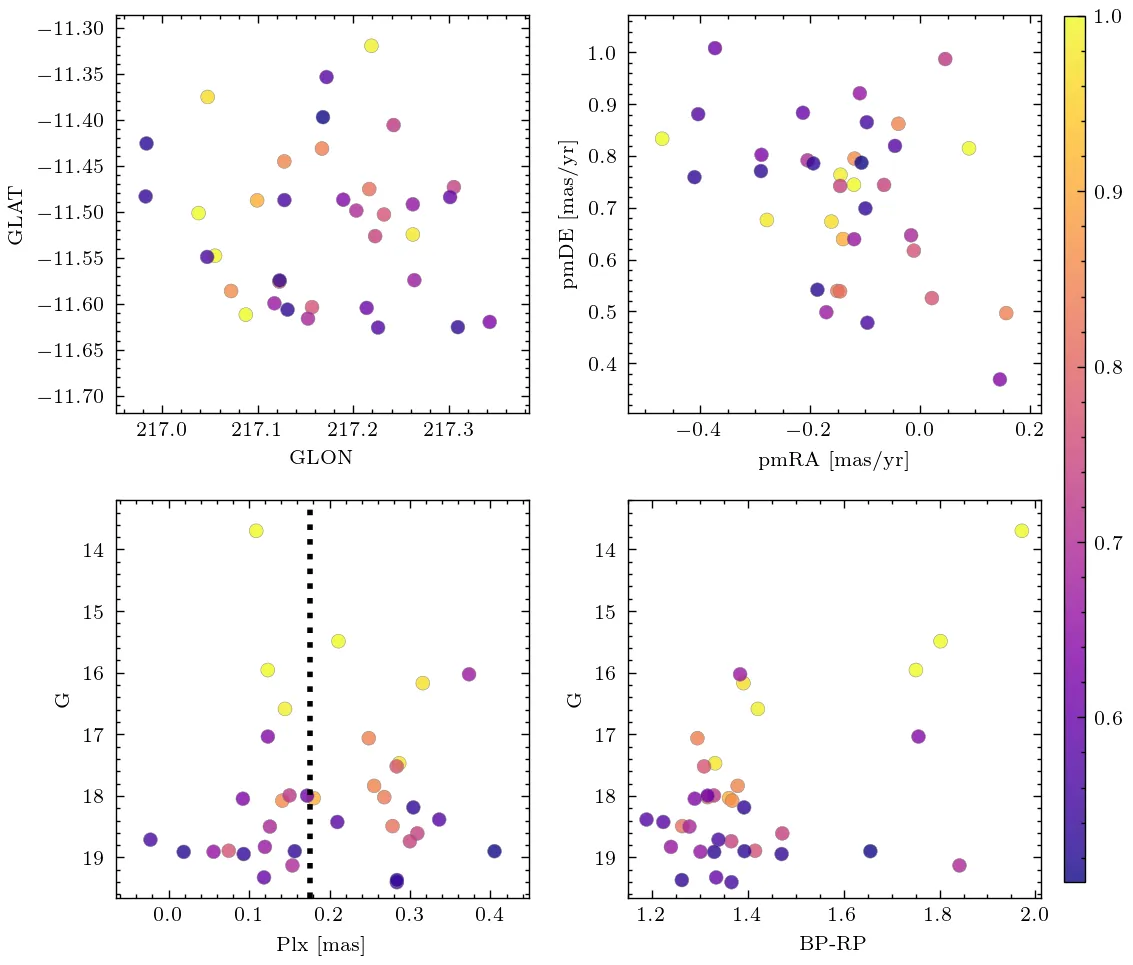 −11.30
−11.35
−11.40
−11.45
−11.50
−11.55
−11.60
−11.65
−11.70
GLAT
217.0 217.1 217.2 217.3
GLON
1.0
0.9
0.8
0.7
0.6
0.5
0.4
pmDE [mas/yr]
−0.4 −0.2 0.0 0.2
pmRA [mas/yr]
14
15
16
17
18
19
G
0.0 0.1 0.2 0.3 0.4
Plx [mas]
14
15
16
17
18
19
G
1.2 1.4 1.6 1.8 2.0
BP-RP
1.0
0.9
0.8
0.7
0.6